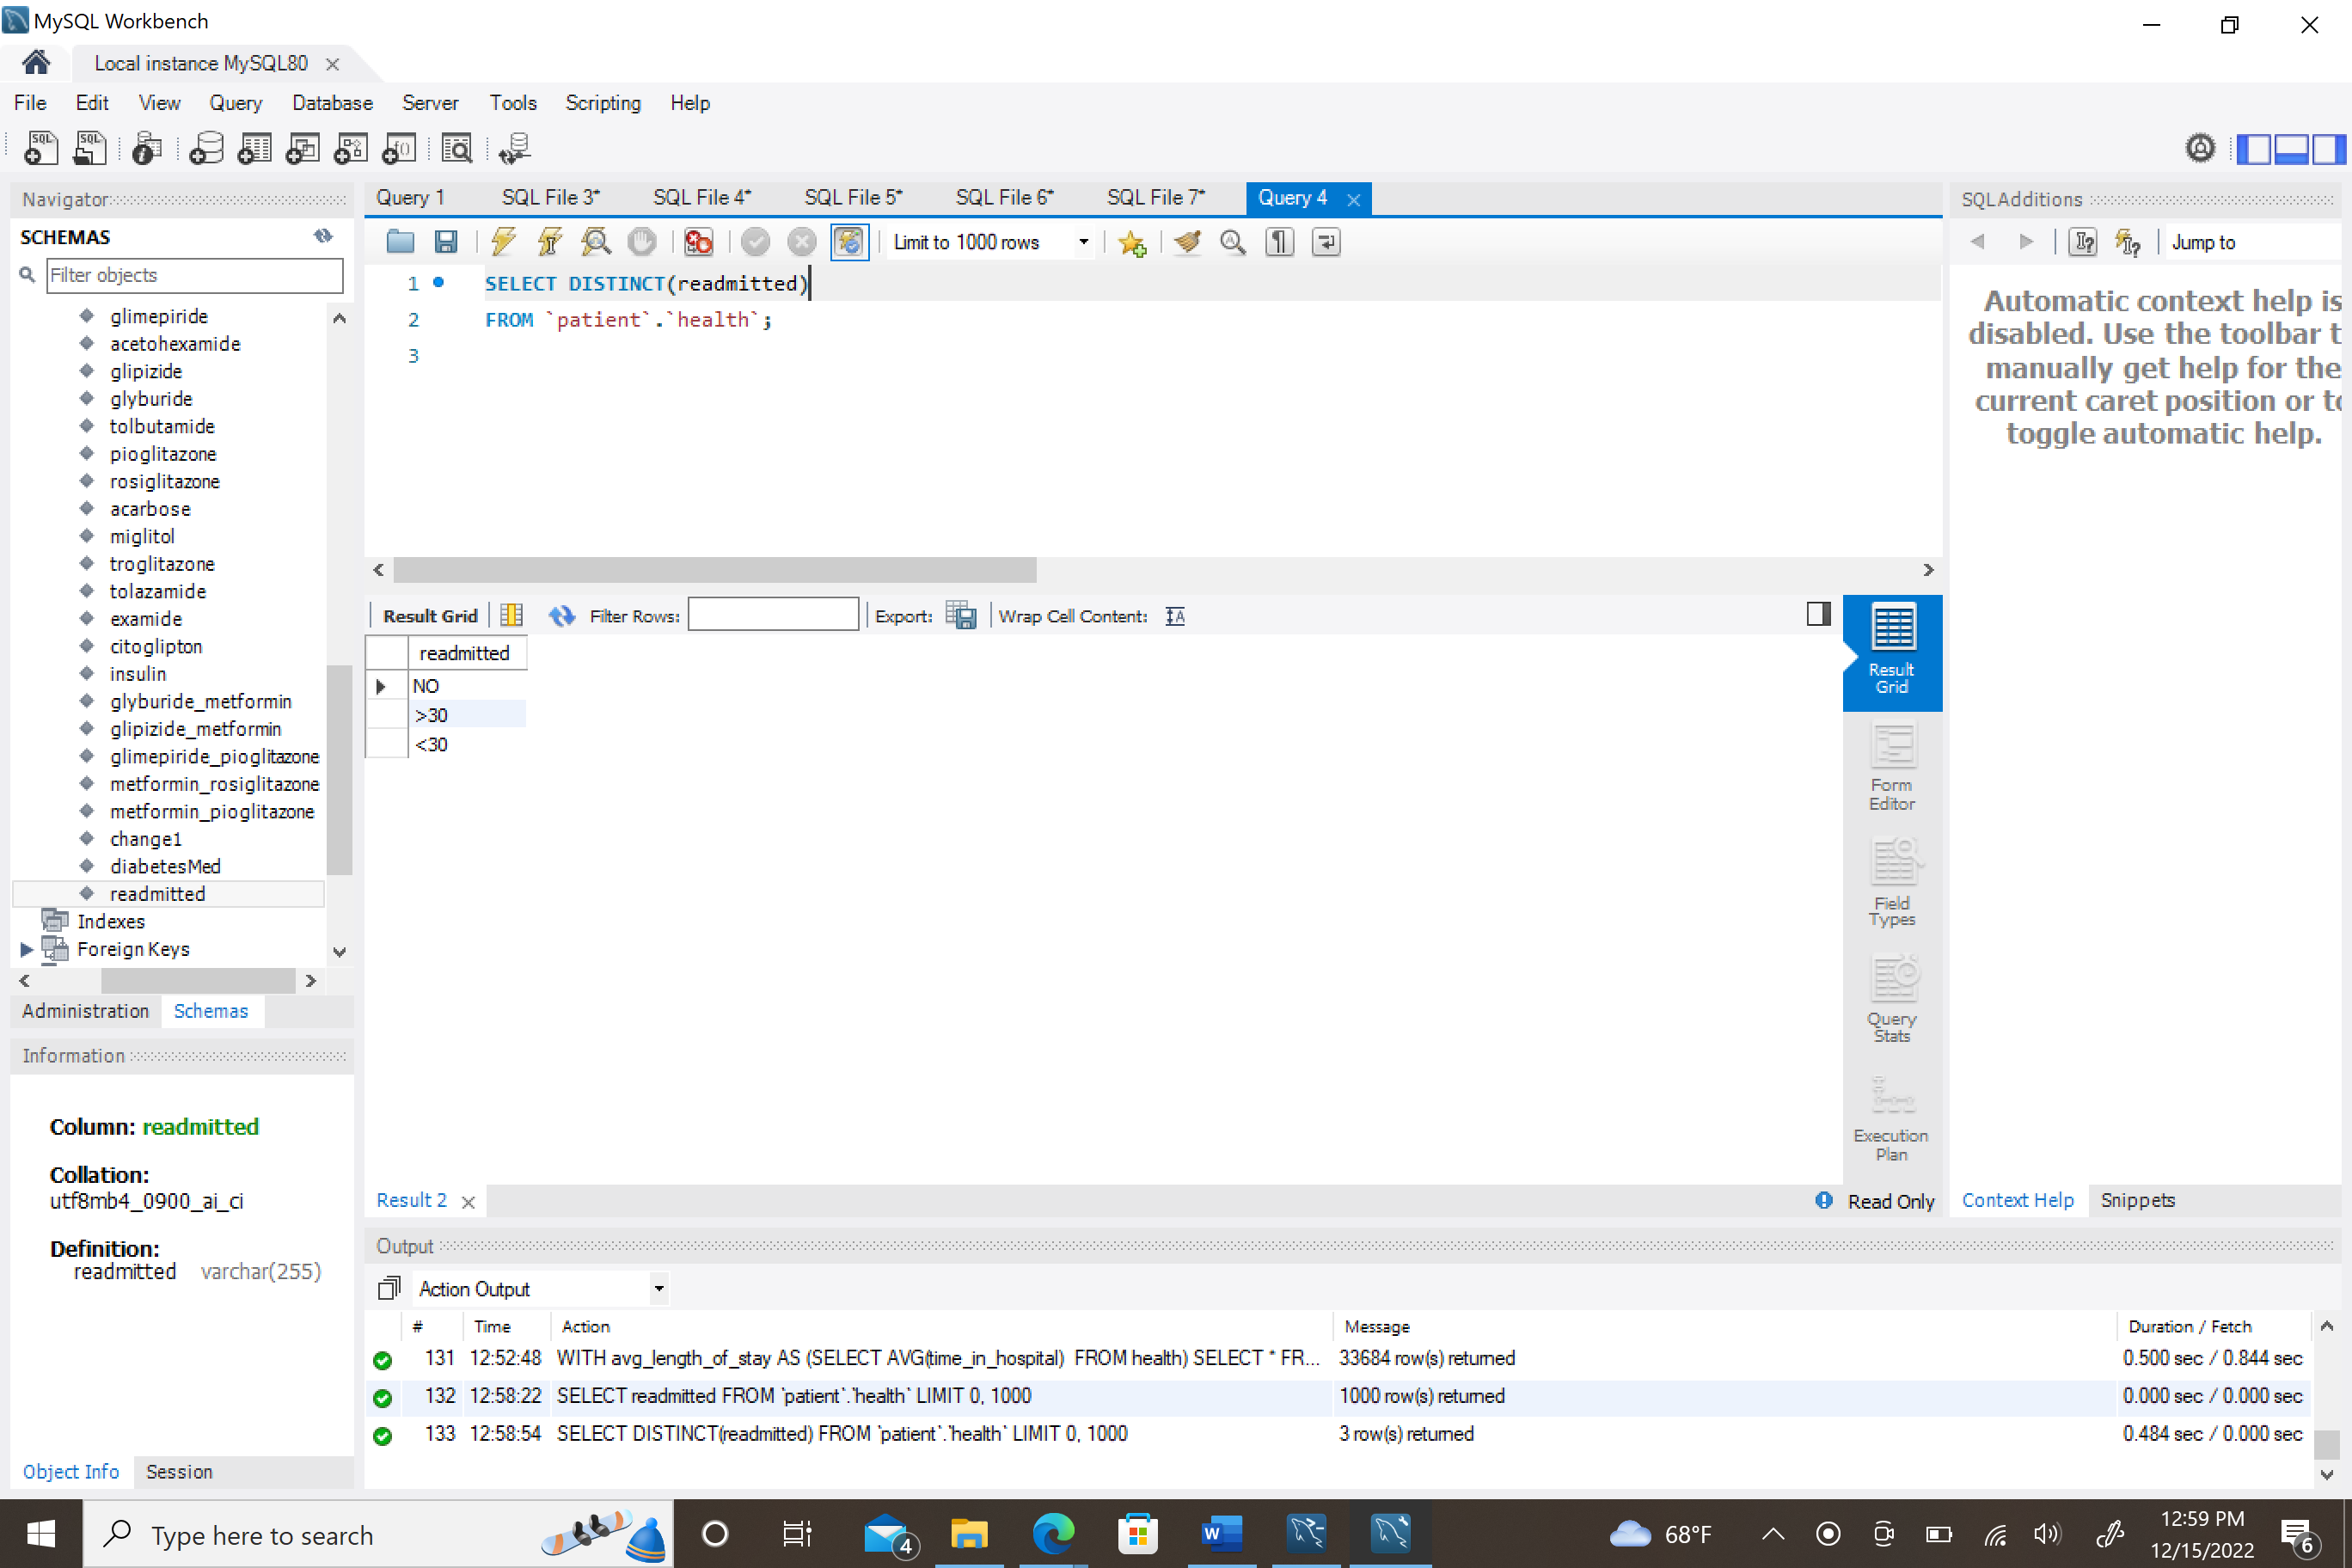 MySQL Workbench
Local instance MySQL80
File Edit View Query Database Server Tools Scripting Help
Navigator
SCHEMAS
Filter objects
glimepiride
acetohexamide
glipizide
glyburide
tolbutamide
pioglitazone
rosiglitazone
acarbose
miglitol
troglitazone
tolazamide
examide
citoglipton
insulin
glyburide_metformin
glipizide_metformin
glimepiride_pioglitazone
metformin_rosiglitazone
metformin_pioglitazone
change1
diabetesMed
readmitted
Indexes
Foreign Keys
Administration Schemas
Information
Column: readmitted
Collation:
utf8mb4_0900_ai_ci
Definition:
readmitted varchar(255)
Object Info Session
Query 1 SQL File 3* SQL File 4* SQL File 5* SQL File 6* SQL File 7* Query 4
Limit to 1000 rows
1 SELECT DISTINCT(readmitted)
2 FROM `patient`.`health`;
3
Result Grid Filter Rows: Export: Wrap Cell Content:
readmitted
NO
>30
<30
Result
Grid
Form
Editor
Field
Types
Query
Stats
Execution
Plan
Result 2 Read Only
SQLAdditions
Jump to
Automatic context help is
disabled. Use the toolbar t
manually get help for the
current caret position or to
toggle automatic help.
Context Help Snippets
Output
Action Output
# Time Action Message Duration / Fetch
131 12:52:48 WITH avg_length_of_stay AS (SELECT AVG(time_in_hospital) FROM health) SELECT * FR... 33684 row(s) returned 0.500 sec / 0.844 sec
132 12:58:22 SELECT readmitted FROM `patient`.`health` LIMIT 0, 1000 1000 row(s) returned 0.000 sec / 0.000 sec
133 12:58:54 SELECT DISTINCT(readmitted) FROM `patient`.`health` LIMIT 0, 1000 3 row(s) returned 0.484 sec / 0.000 sec
Type here to search 4 68°F 12:59 PM
12/15/2022 6